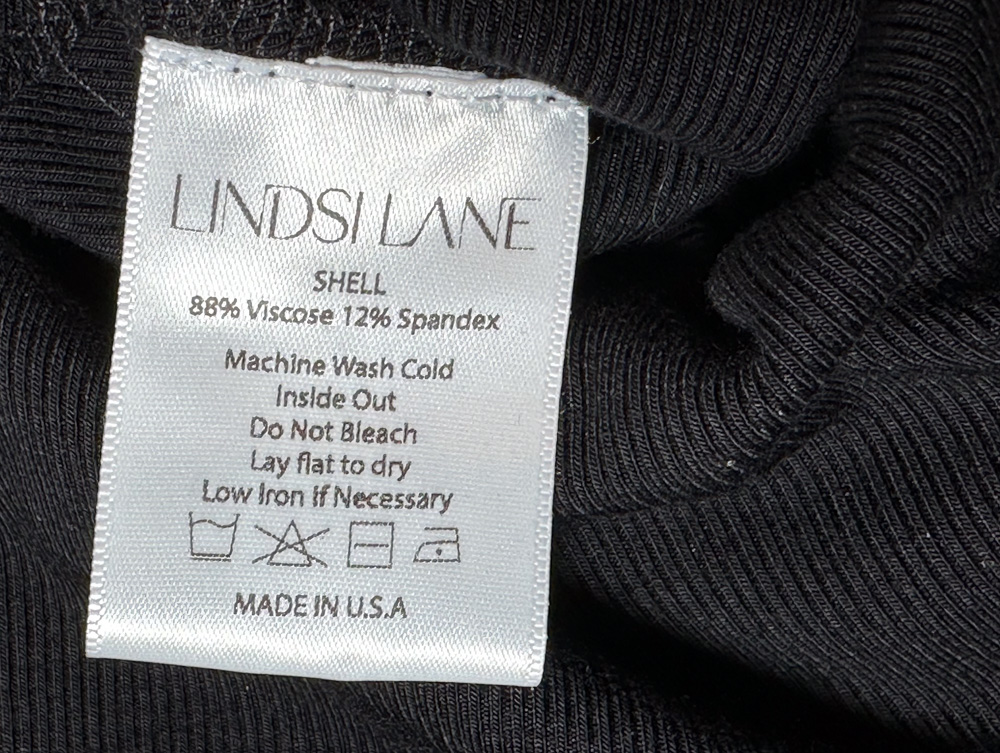 LINDSI LANE
SHELL
88% Viscose 12% Spandex
Machine Wash Cold
Inside Out
Do Not Bleach
Lay flat to dry
Low Iron If Necessary
MADE IN U.S.A